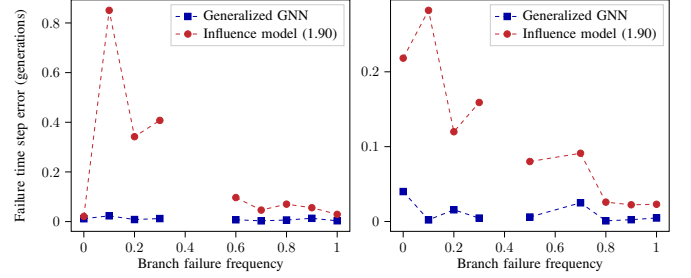 Failure time step error (generations)
0.8
0.6
0.4
0.2
0
Generalized GNN
Influence model (1.90)
0 0.2 0.4 0.6 0.8 1
Branch failure frequency
0.2
0.1
0
Generalized GNN
Influence model (1.90)
0 0.2 0.4 0.6 0.8 1
Branch failure frequency